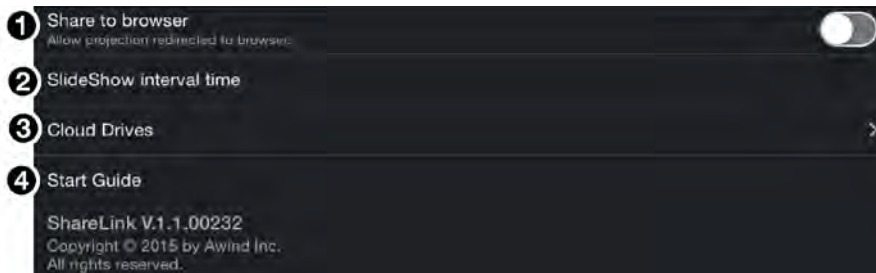 1 Share to browser
Allow projection redirected to browser.
2 SlideShow interval time
3 Cloud Drives
4 Start Guide
ShareLink V.1.1.00232
Copyright © 2015 by Awind Inc.
All rights reserved.